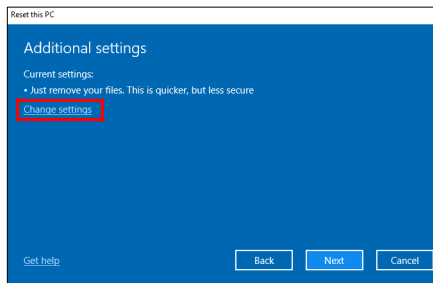 Reset this PC
Additional settings
Current settings:
• Just remove your files. This is quicker, but less secure
Change settings
Get help
Back
Next
Cancel